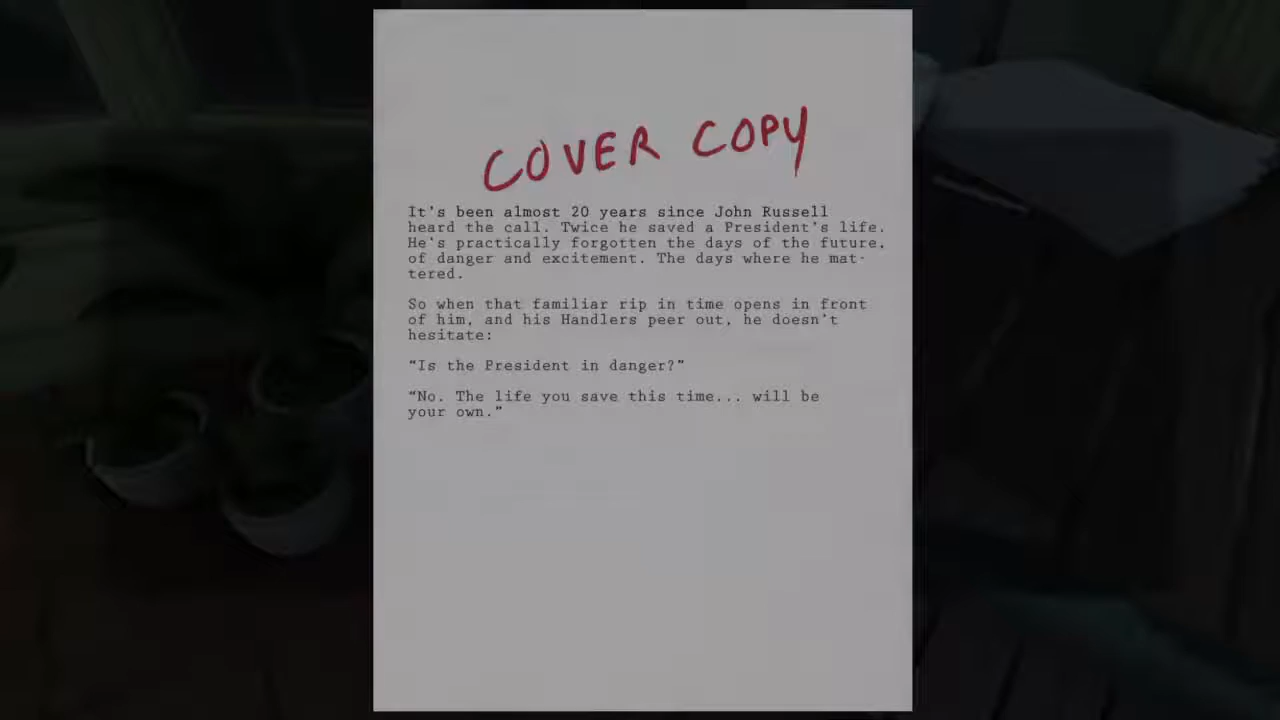 COVER COPY
It's been almost 20 years since John Russell
heard the call. Twice he saved a President's life.
He's practically forgotten the days of the future,
of danger and excitement. The days where he mat-
tered.
So when that familiar rip in time opens in front
of him, and his Handlers peer out, he doesn't
hesitate:
“Is the President in danger?”
“No. The life you save this time... will be
your own.”